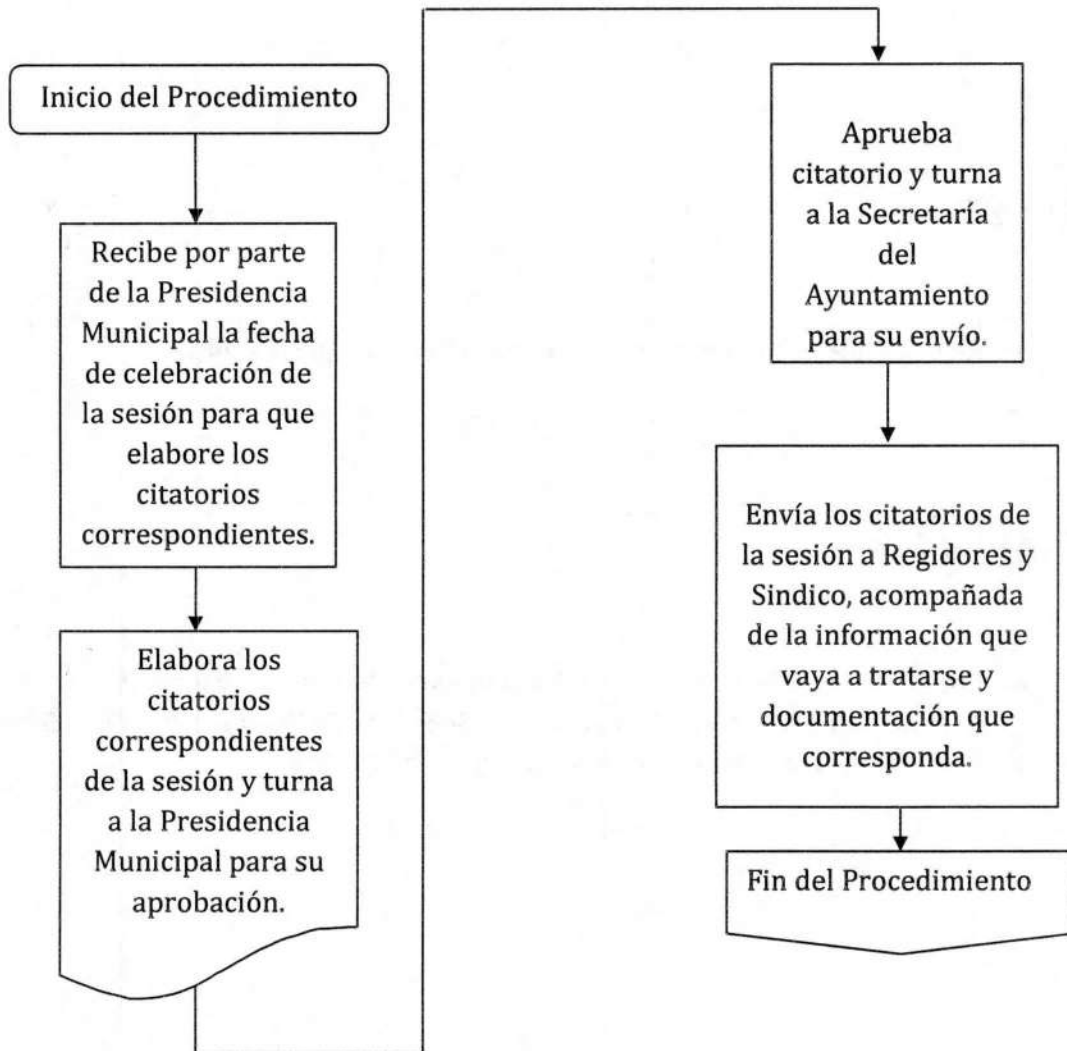 Inicio del Procedimiento
Recibe por parte
de la Presidencia
Municipal la fecha
de celebración de
la sesión para que
elabore los
citatorios
correspondientes.
Elabora los
citatorios
correspondientes
de la sesión y turna
a la Presidencia
Municipal para su
aprobación.
Aprueba
citatorio y turna
a la Secretaría
del
Ayuntamiento
para su envío.
Envía los citatorios de
la sesión a Regidores y
Sindico, acompañada
de la información que
vaya a tratarse y
documentación que
corresponda.
Fin del Procedimiento